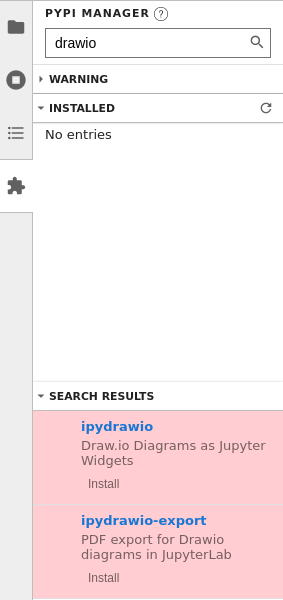 PYPI MANAGER ?
drawio
WARNING
INSTALLED
No entries
SEARCH RESULTS
ipydrawio
Draw.io Diagrams as Jupyter
Widgets
Install
ipydrawio-export
PDF export for Drawio
diagrams in JupyterLab
Install